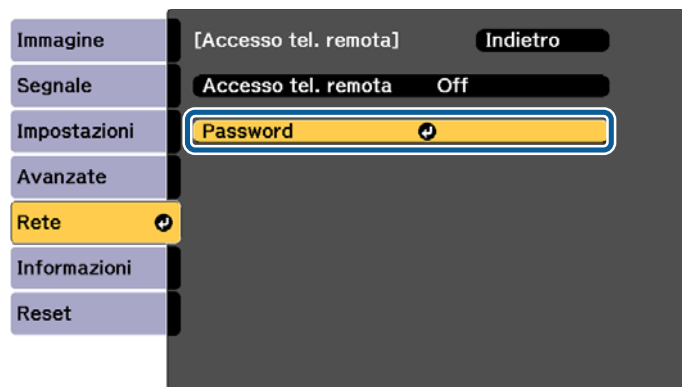 Immagine
Segnale
Impostazioni
Avanzate
Rete
Informazioni
Reset
[Accesso tel. remota] Indietro
Accesso tel. remota Off
Password